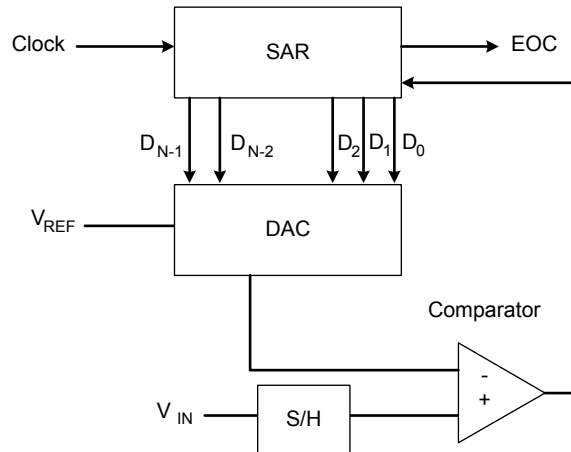 Clock
SAR
EOC
D_N-1 D_N-2 D_2 D_1 D_0
V_REF
DAC
Comparator
-
+
V_IN
S/H